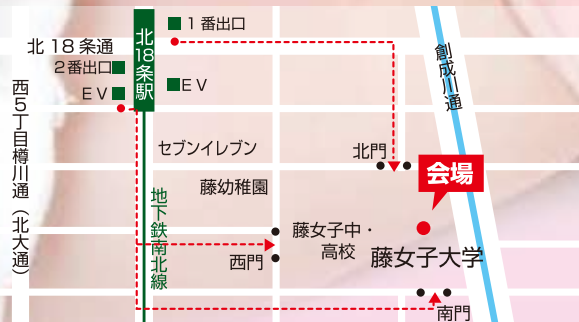 1番出口
北18条通
2番出口
EV
北18条駅
EV
創成川通
西5丁目樽川通（北大通）
セブンイレブン
北門
会場
藤幼稚園
地下鉄南北線
藤女子中・
高校
藤女子大学
西門
南門